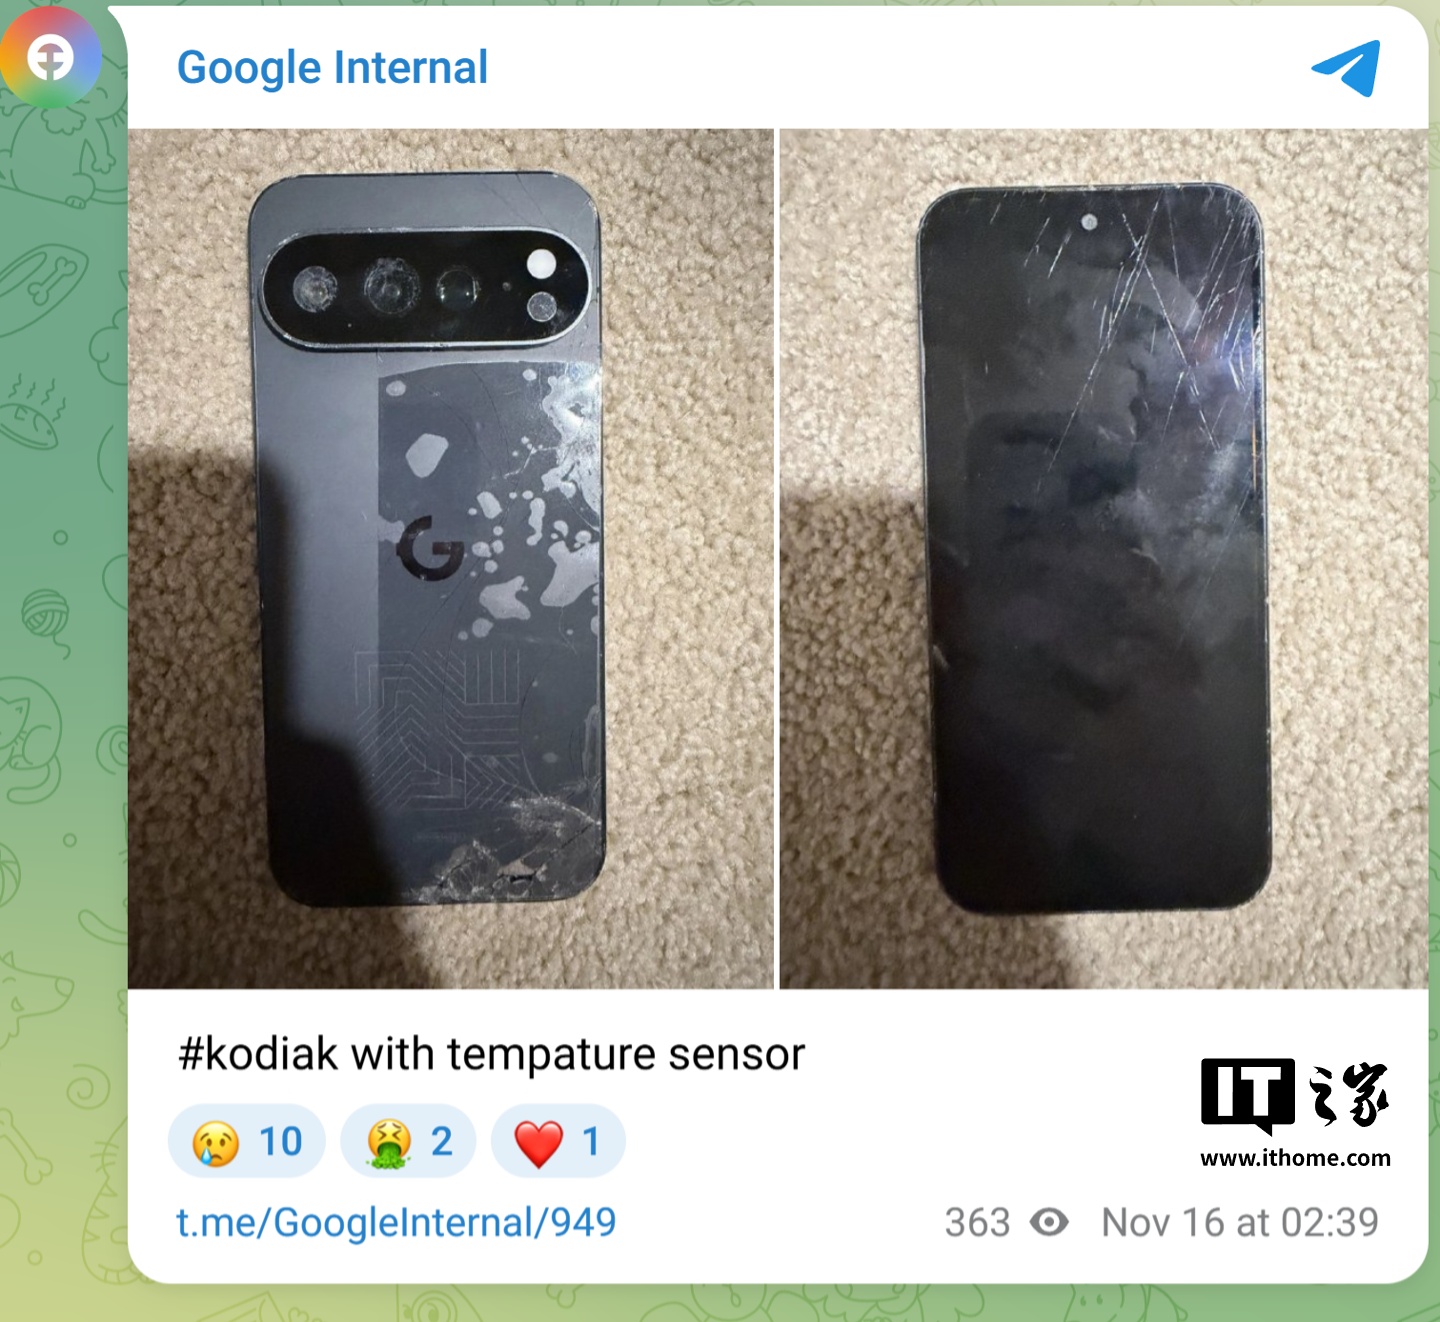 Google Internal
G
#kodiak with tempature sensor
😢 10 🤮 2 ❤️ 1
t.me/GoogleInternal/949
363 Nov 16 at 02:39
IT之家
www.ithome.com